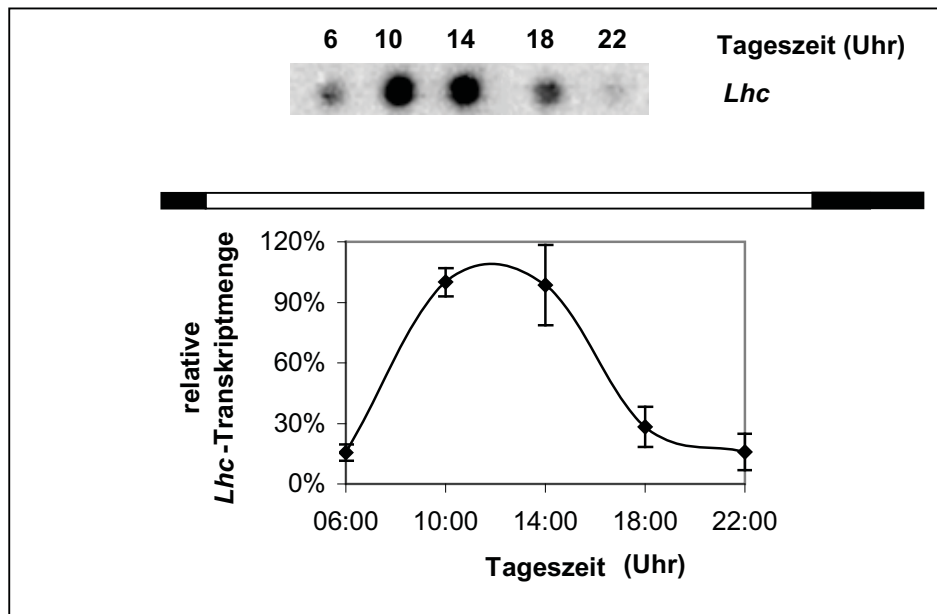 6 10 14 18 22 Tageszeit (Uhr)
Lhc
relative
Lhc-Transkriptmenge
120%
90%
60%
30%
0%
06:00 10:00 14:00 18:00 22:00
Tageszeit (Uhr)